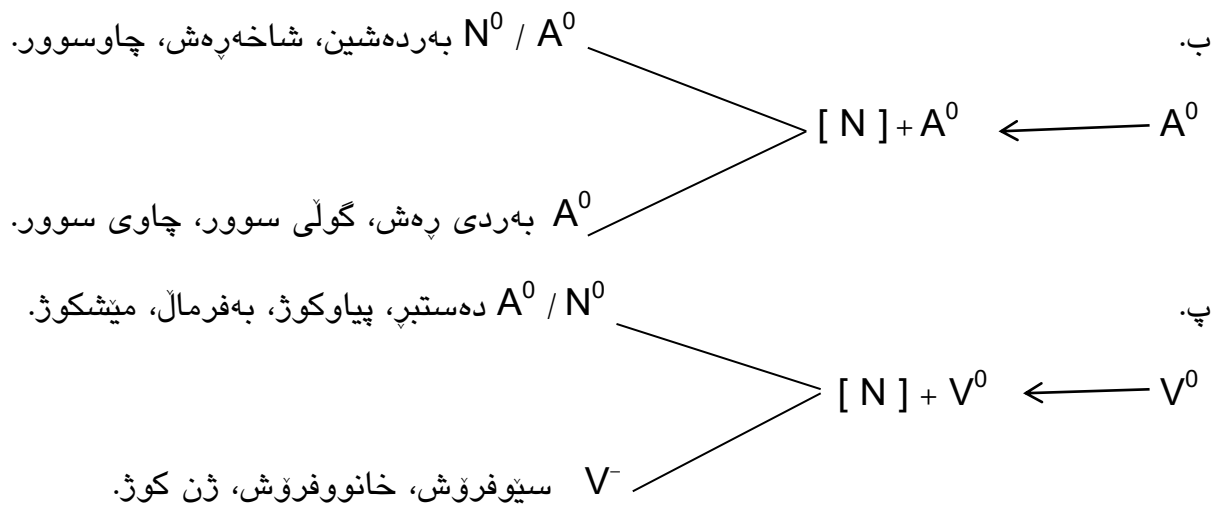 ب.
N⁰ / A⁰ بەردەشین، شاخەڕەش، چاوسوور.
A⁰ → [ N ] + A⁰
A⁰ بەردی ڕەش، گوڵی سوور، چاوی سوور.
پ.
A⁰ / N⁰ دەستبڕ، پیاوکوژ، بەفرماڵ، مێشکوژ.
V⁰ → [ N ] + V⁰
V⁻ سێوفرۆش، خانووفرۆش، ژن کوژ.